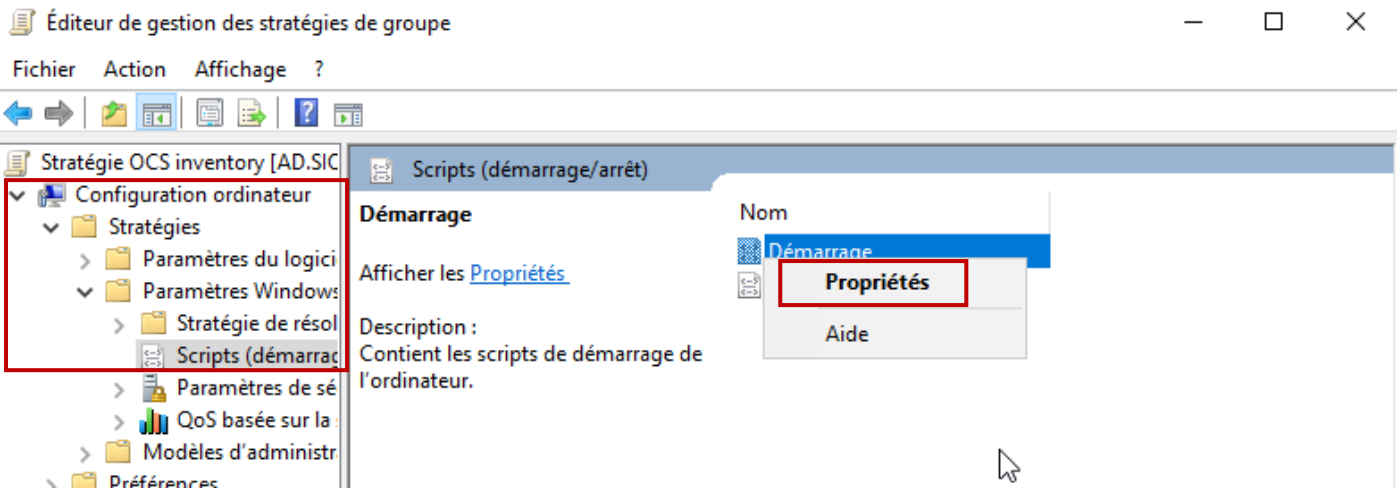 Éditeur de gestion des stratégies de groupe
Fichier Action Affichage ?
Stratégie OCS inventory [AD.SIC
Configuration ordinateur
Stratégies
Paramètres du logici
Paramètres Windows
Stratégie de résol
Scripts (démarrag
Paramètres de sé
QoS basée sur la
Modèles d'administr
Préférences
Scripts (démarrage/arrêt)
Démarrage
Afficher les Propriétés
Description :
Contient les scripts de démarrage de
l'ordinateur.
Nom
Démarrage
Propriétés
Aide